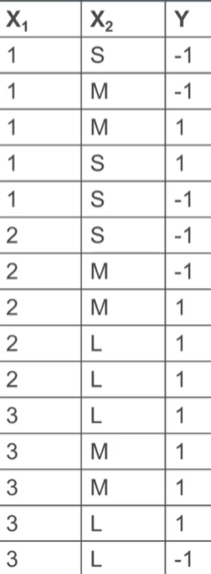 X₁ X₂ Y
1 S -1
1 M -1
1 M 1
1 S 1
1 S -1
2 S -1
2 M -1
2 M 1
2 L 1
2 L 1
3 L 1
3 M 1
3 M 1
3 L 1
3 L -1